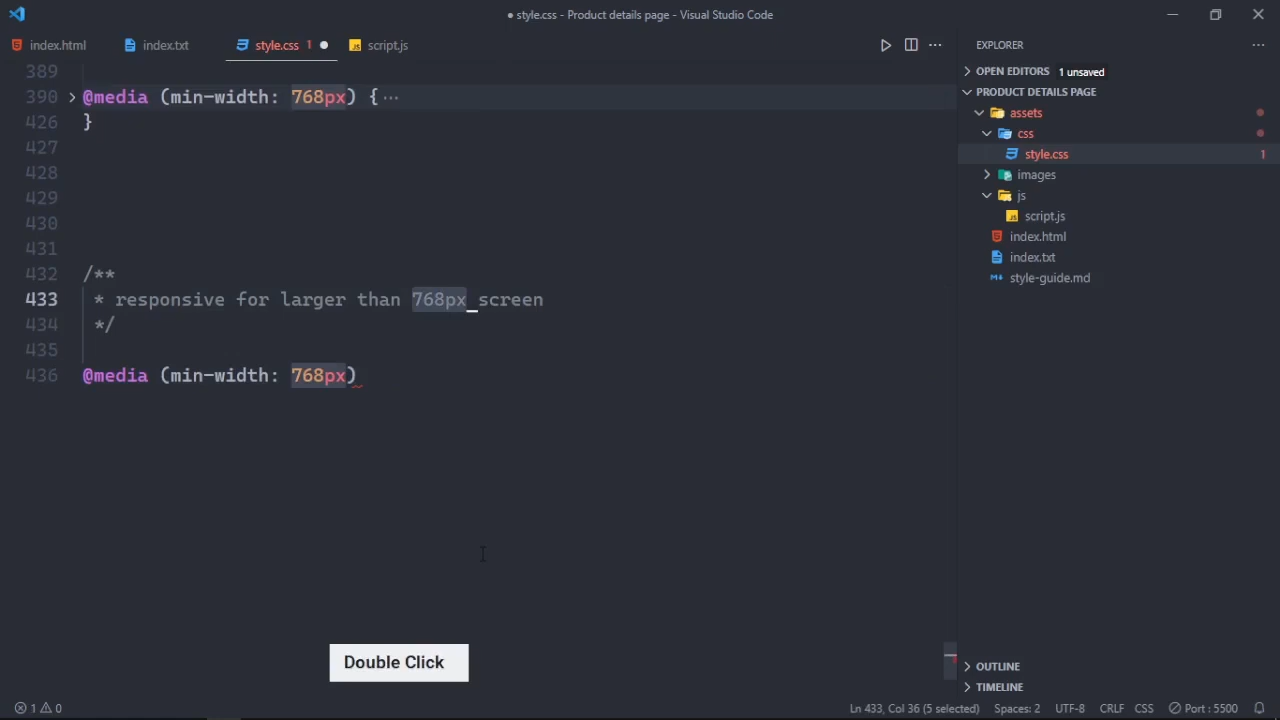 ● style.css - Product details page - Visual Studio Code
index.html
index.txt
style.css 1 ●
JS script.js
EXPLORER
OPEN EDITORS 1 unsaved
PRODUCT DETAILS PAGE
assets
css
style.css 1
images
js
JS script.js
index.html
index.txt
style-guide.md
389
390 > @media (min-width: 768px) {⋯
426 }
427
428
429
430
431
432 /**
433 * responsive for larger than 768px screen
434 */
435
436 @media (min-width: 768px)
Double Click
OUTLINE
TIMELINE
1 0
Ln 433, Col 36 (5 selected) Spaces: 2 UTF-8 CRLF CSS Port : 5500